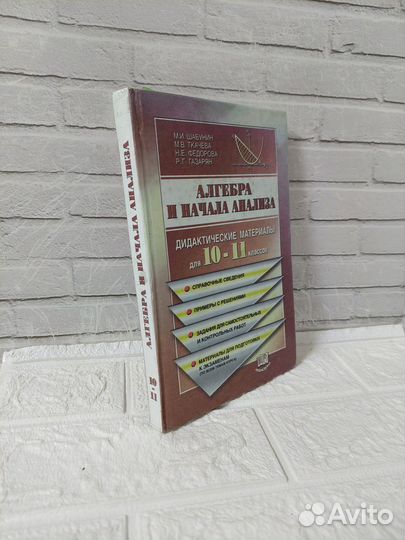 М.И. ШАБУНИН
М.В. ТКАЧЕВА
Н.Е. ФЕДОРОВА
Р.Г. ГАЗАРЯН
АЛГЕБРА
И НАЧАЛА АНАЛИЗА
ДИДАКТИЧЕСКИЕ МАТЕРИАЛЫ
для 10-11 классов
СПРАВОЧНЫЕ СВЕДЕНИЯ
ПРИМЕРЫ С РЕШЕНИЯМИ
ЗАДАНИЯ ДЛЯ САМОСТОЯТЕЛЬНЫХ
И КОНТРОЛЬНЫХ РАБОТ
МАТЕРИАЛЫ ДЛЯ ПОДГОТОВКИ
К ЭКЗАМЕНАМ
АЛГЕБРА И НАЧАЛА АНАЛИЗА
10-11
Avito